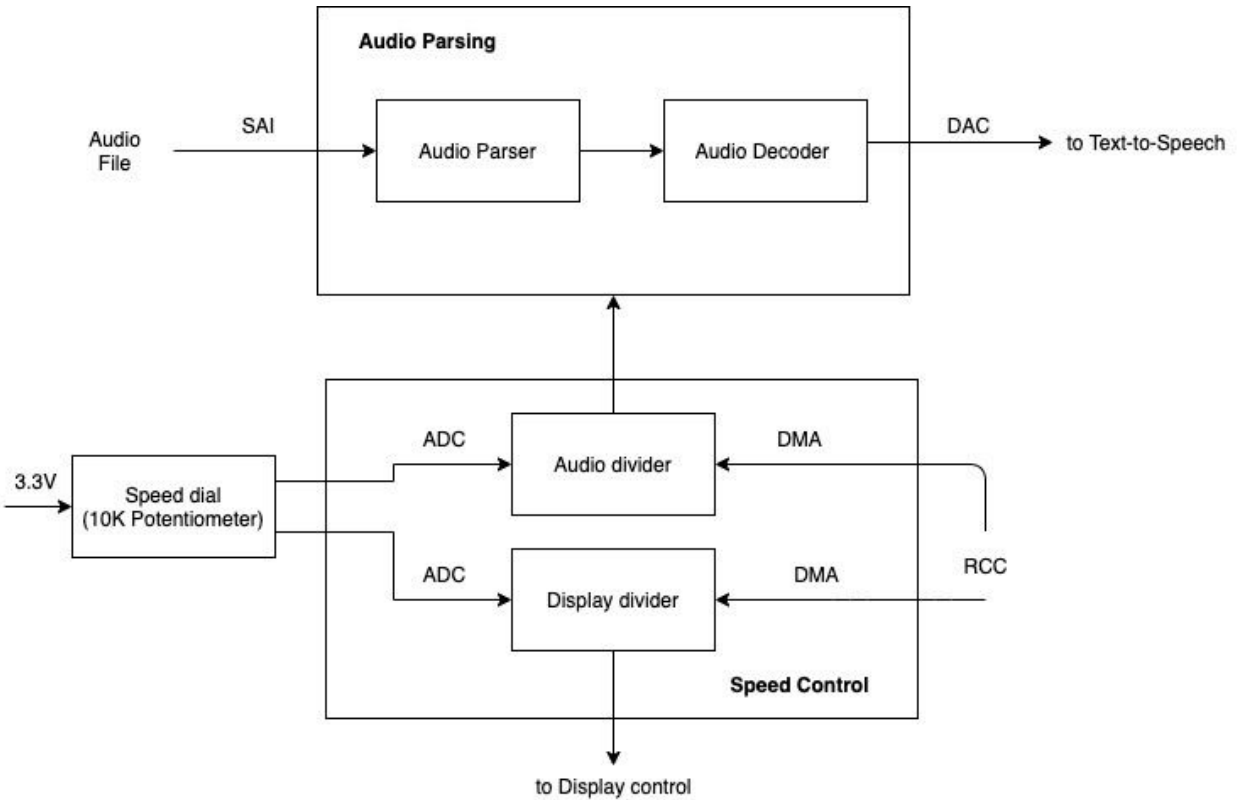 Audio Parsing
Audio
File
SAI
Audio Parser
Audio Decoder
DAC
to Text-to-Speech
3.3V
Speed dial
(10K Potentiometer)
ADC
Audio divider
DMA
ADC
Display divider
DMA
RCC
Speed Control
to Display control